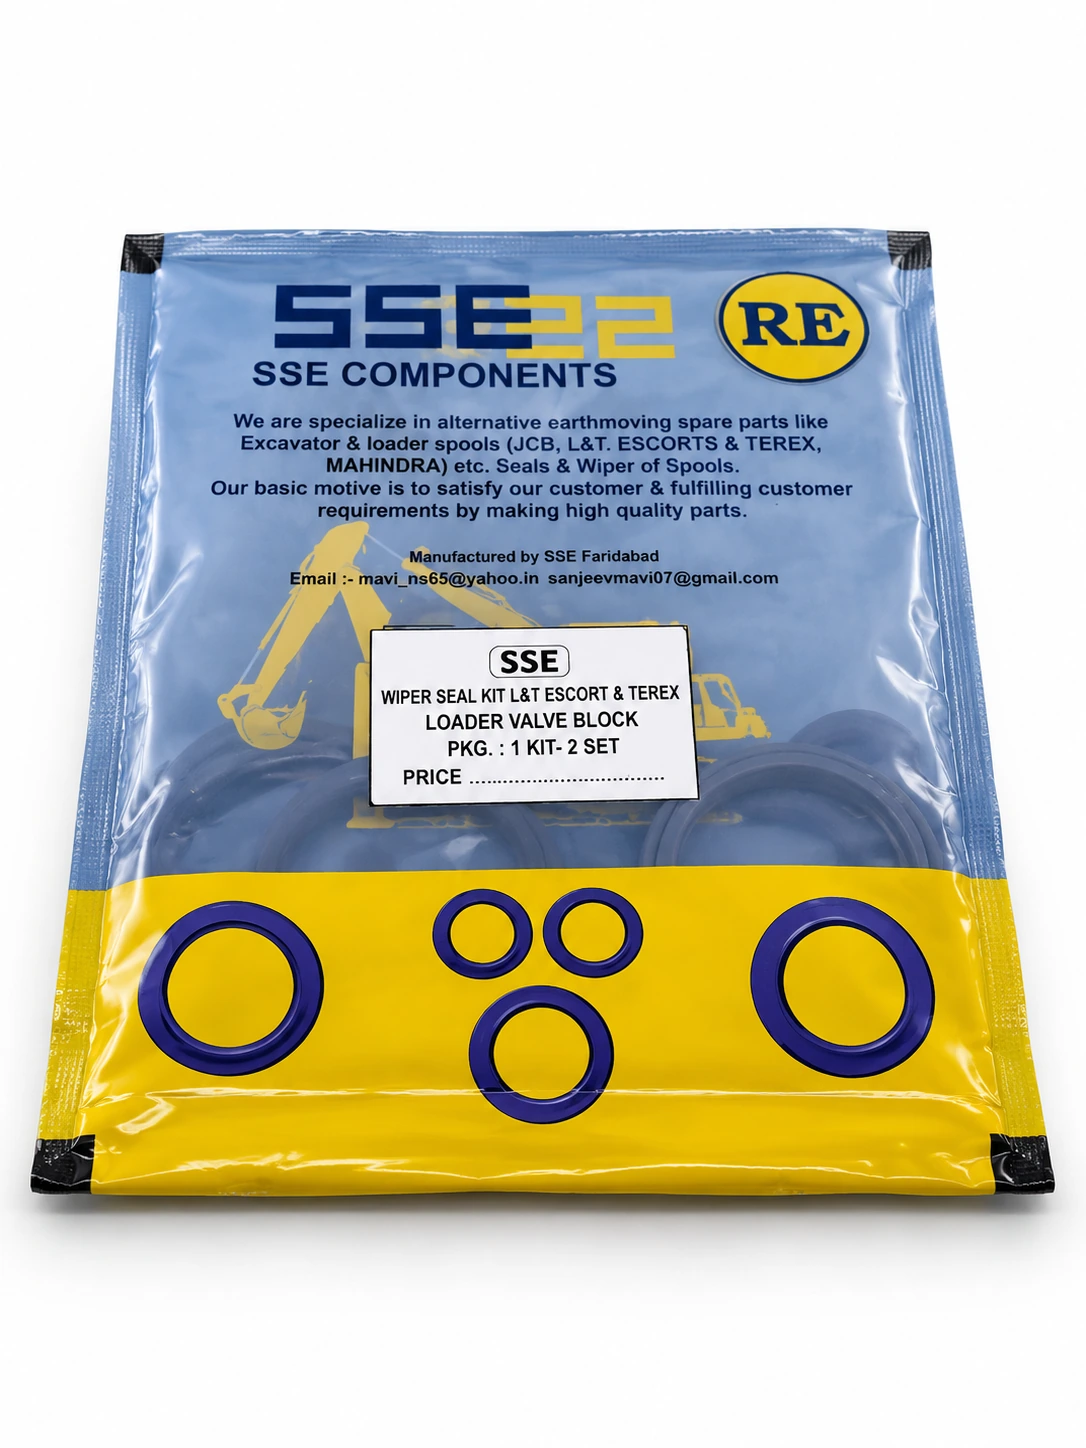 SSE
RE
SSE COMPONENTS
We are specialize in alternative earthmoving spare parts like
Excavator & loader spools (JCB, L&T. ESCORTS & TEREX,
MAHINDRA) etc. Seals & Wiper of Spools.
Our basic motive is to satisfy our customer & fulfilling customer
requirements by making high quality parts.
Manufactured by SSE Faridabad
Email :- mavi_ns65@yahoo.in sanjeevmavi07@gmail.com
SSE
WIPER SEAL KIT L&T ESCORT & TEREX
LOADER VALVE BLOCK
PKG. : 1 KIT- 2 SET
PRICE ....................................